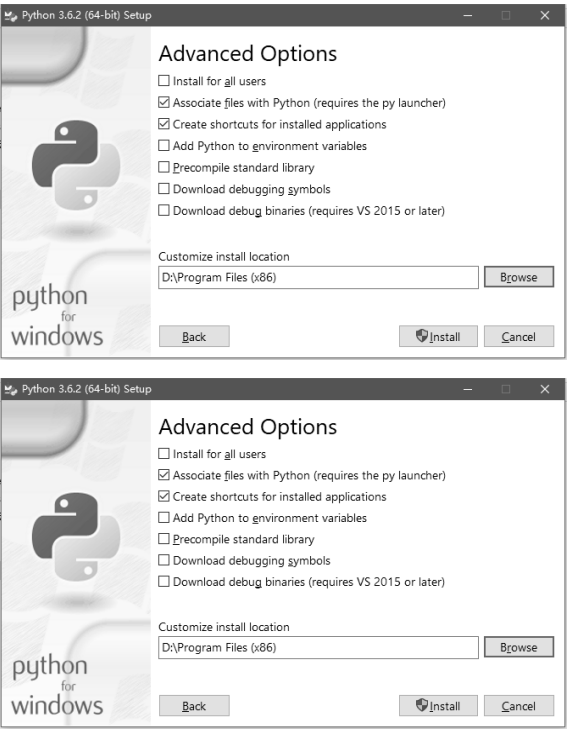 Python 3.6.2 (64-bit) Setup
Advanced Options
Install for all users
Associate files with Python (requires the py launcher)
Create shortcuts for installed applications
Add Python to environment variables
Precompile standard library
Download debugging symbols
Download debug binaries (requires VS 2015 or later)
Customize install location
D:\Program Files (x86)
Browse
python
for
windows
Back
Install
Cancel
Python 3.6.2 (64-bit) Setup
Advanced Options
Install for all users
Associate files with Python (requires the py launcher)
Create shortcuts for installed applications
Add Python to environment variables
Precompile standard library
Download debugging symbols
Download debug binaries (requires VS 2015 or later)
Customize install location
D:\Program Files (x86)
Browse
python
for
windows
Back
Install
Cancel